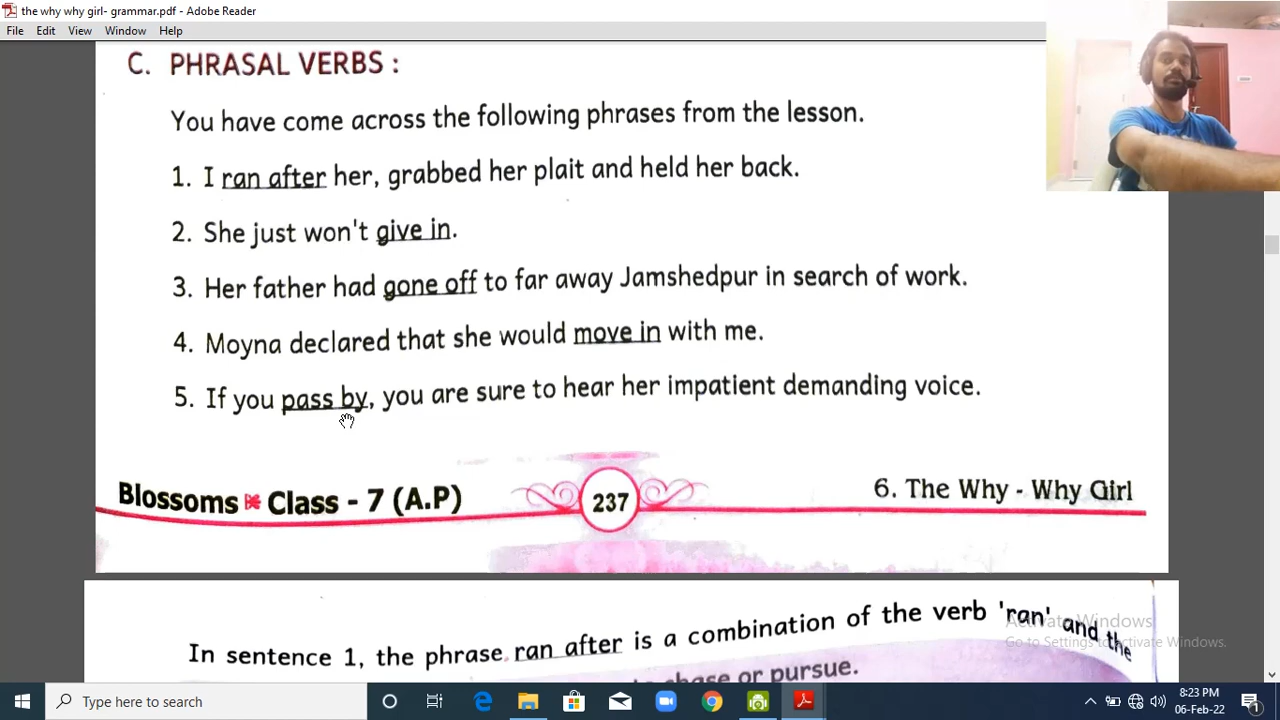 the why why girl- grammar.pdf - Adobe Reader
File Edit View Window Help
C. PHRASAL VERBS :
You have come across the following phrases from the lesson.
1. I ran after her, grabbed her plait and held her back.
2. She just won't give in.
3. Her father had gone off to far away Jamshedpur in search of work.
4. Moyna declared that she would move in with me.
5. If you pass by, you are sure to hear her impatient demanding voice.
Blossoms Class - 7 (A.P) 237 6. The Why - Why Girl
In sentence 1, the phrase ran after is a combination of the verb 'ran' and the
chase or pursue.
Activate Windows
Go to Settings to activate Windows.
Type here to search
8:23 PM
06-Feb-22
1